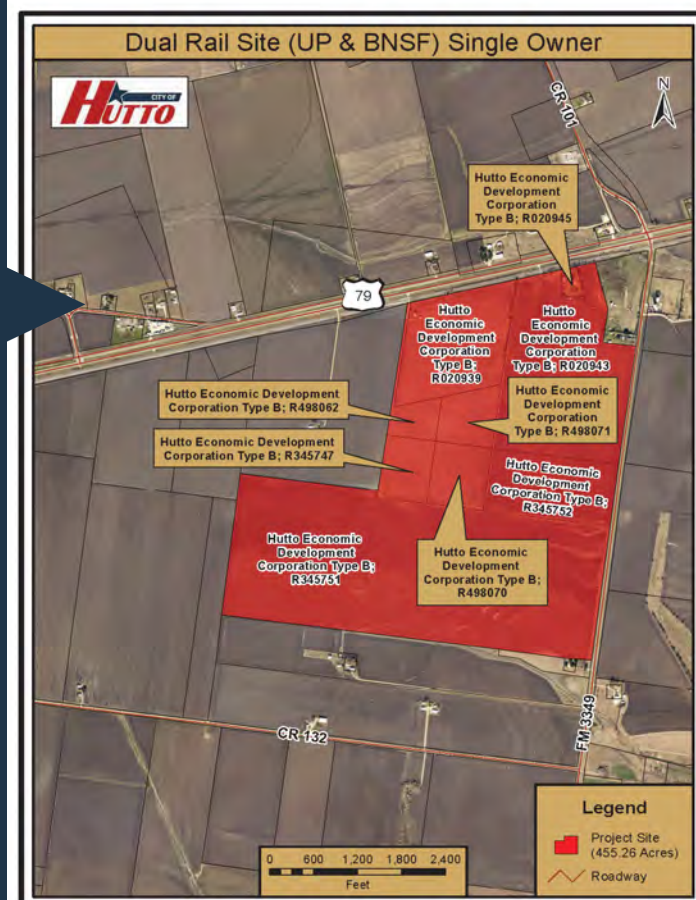 Dual Rail Site (UP & BNSF) Single Owner
CITY OF
HUTTO
N
CR 101
Hutto Economic
Development
Corporation
Type B;
R020945
79
Hutto
Economic
Development
Corporation
Type B;
R020939
Hutto
Economic
Development
Corporation
Type B;
R020943
Hutto Economic Development
Corporation Type B; R498062
Hutto Economic
Development
Corporation
Type B;
R498071
Hutto Economic Development
Corporation Type B; R345747
Hutto Economic
Development
Corporation Type B;
R345752
Hutto Economic
Development
Corporation Type B;
R345751
Hutto Economic
Development
Corporation Type B;
R498070
FM 3349
CR 132
Legend
Project Site
(455.26 Acres)
Roadway
0 600 1,200 1,800 2,400
Feet